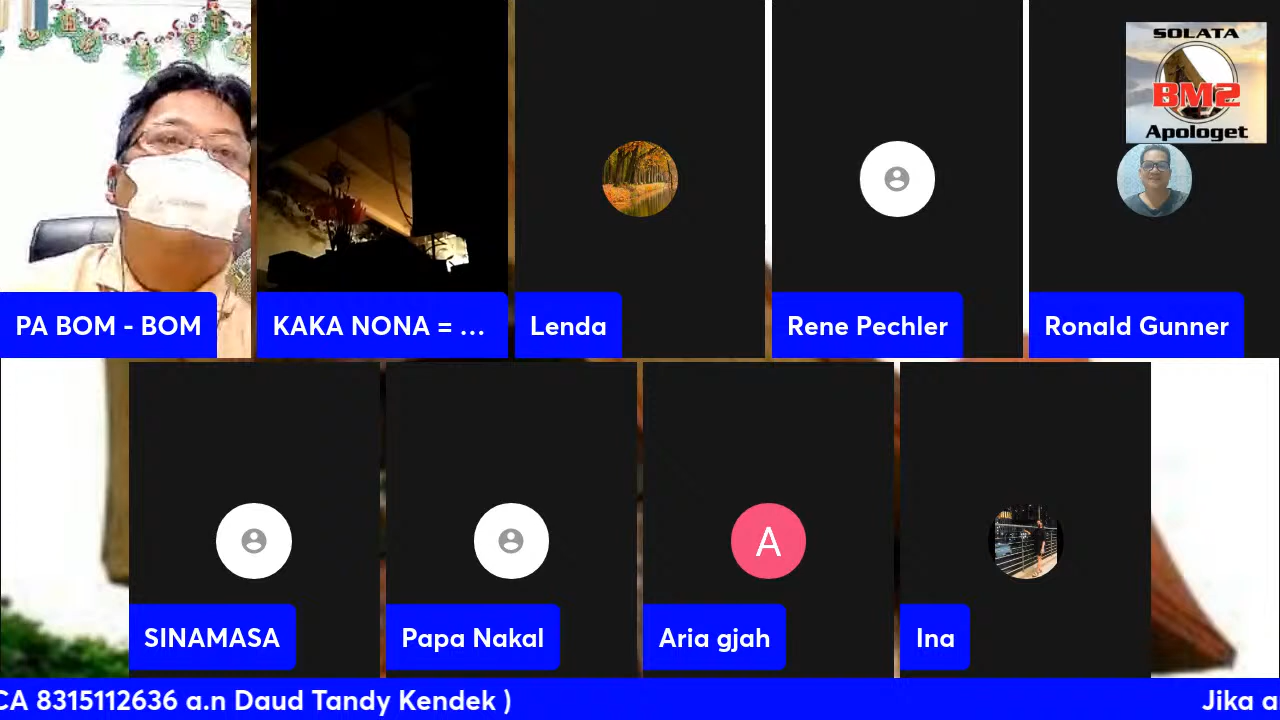 SOLATA
BM2
Apologet
PA BOM - BOM
KAKA NONA = ...
Lenda
Rene Pechler
Ronald Gunner
SINAMASA
Papa Nakal
A
Aria gjah
Ina
CA 8315112636 a.n Daud Tandy Kendek )
Jika a